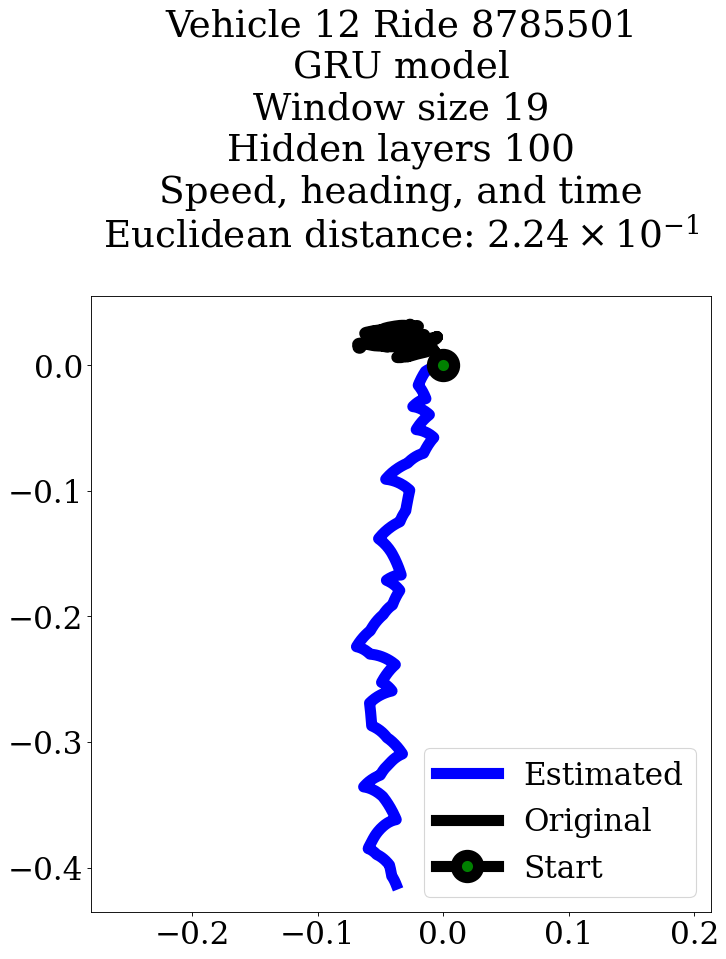 Vehicle 12 Ride 8785501
GRU model
Window size 19
Hidden layers 100
Speed, heading, and time
Euclidean distance: 2.24 × 10⁻¹
0.0
−0.1
−0.2
−0.3
−0.4
Estimated
Original
Start
−0.2 −0.1 0.0 0.1 0.2